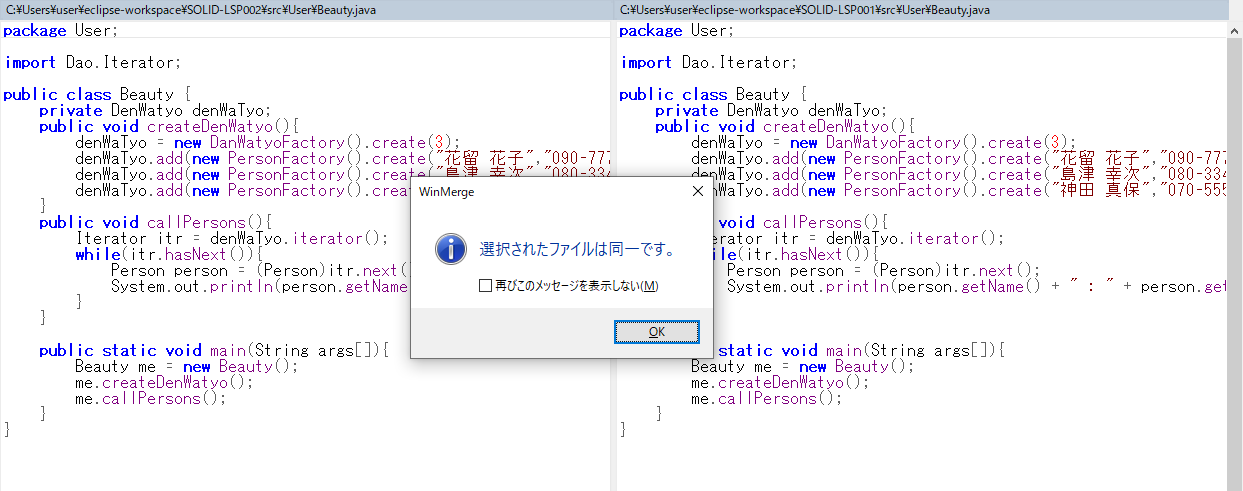 C:¥Users¥user¥eclipse-workspace¥SOLID-LSP002¥src¥User¥Beauty.java
package User;
import Dao.Iterator;
public class Beauty {
private DenWatyo denWaTyo;
public void createDenWatyo(){
denWaTyo = new DanWatyoFactory().create(3);
denWaTyo.add(new PersonFactory().create("花留 花子","090-777
denWaTyo.add(new PersonFactory().create("島津 幸次","080-334
denWaTyo.add(new
}
public void callPersons(){
Iterator itr = denWaTyo.iterator();
while(itr.hasNext()){
Person person = (Person)itr.next(
System.out.println(person.getName
}
}
public static void main(String args[]){
Beauty me = new Beauty();
me.createDenWatyo();
me.callPersons();
}
}
C:¥Users¥user¥eclipse-workspace¥SOLID-LSP001¥src¥User¥Beauty.java
package User;
import Dao.Iterator;
public class Beauty {
private DenWatyo denWaTyo;
public void createDenWatyo(){
denWaTyo = new DanWatyoFactory().create(3);
denWaTyo.add(new PersonFactory().create("花留 花子","090-777
denWaTyo.add(new PersonFactory().create("島津 幸次","080-334
denWaTyo.add(new PersonFactory().create("神田 真保","070-555
void callPersons(){
itr = denWaTyo.iterator();
(itr.hasNext()){
Person person = (Person)itr.next();
System.out.println(person.getName() + " : " + person.get
static void main(String args[]){
Beauty me = new Beauty();
me.createDenWatyo();
me.callPersons();
}
}
WinMerge
選択されたファイルは同一です。
再びこのメッセージを表示しない(M)
OK